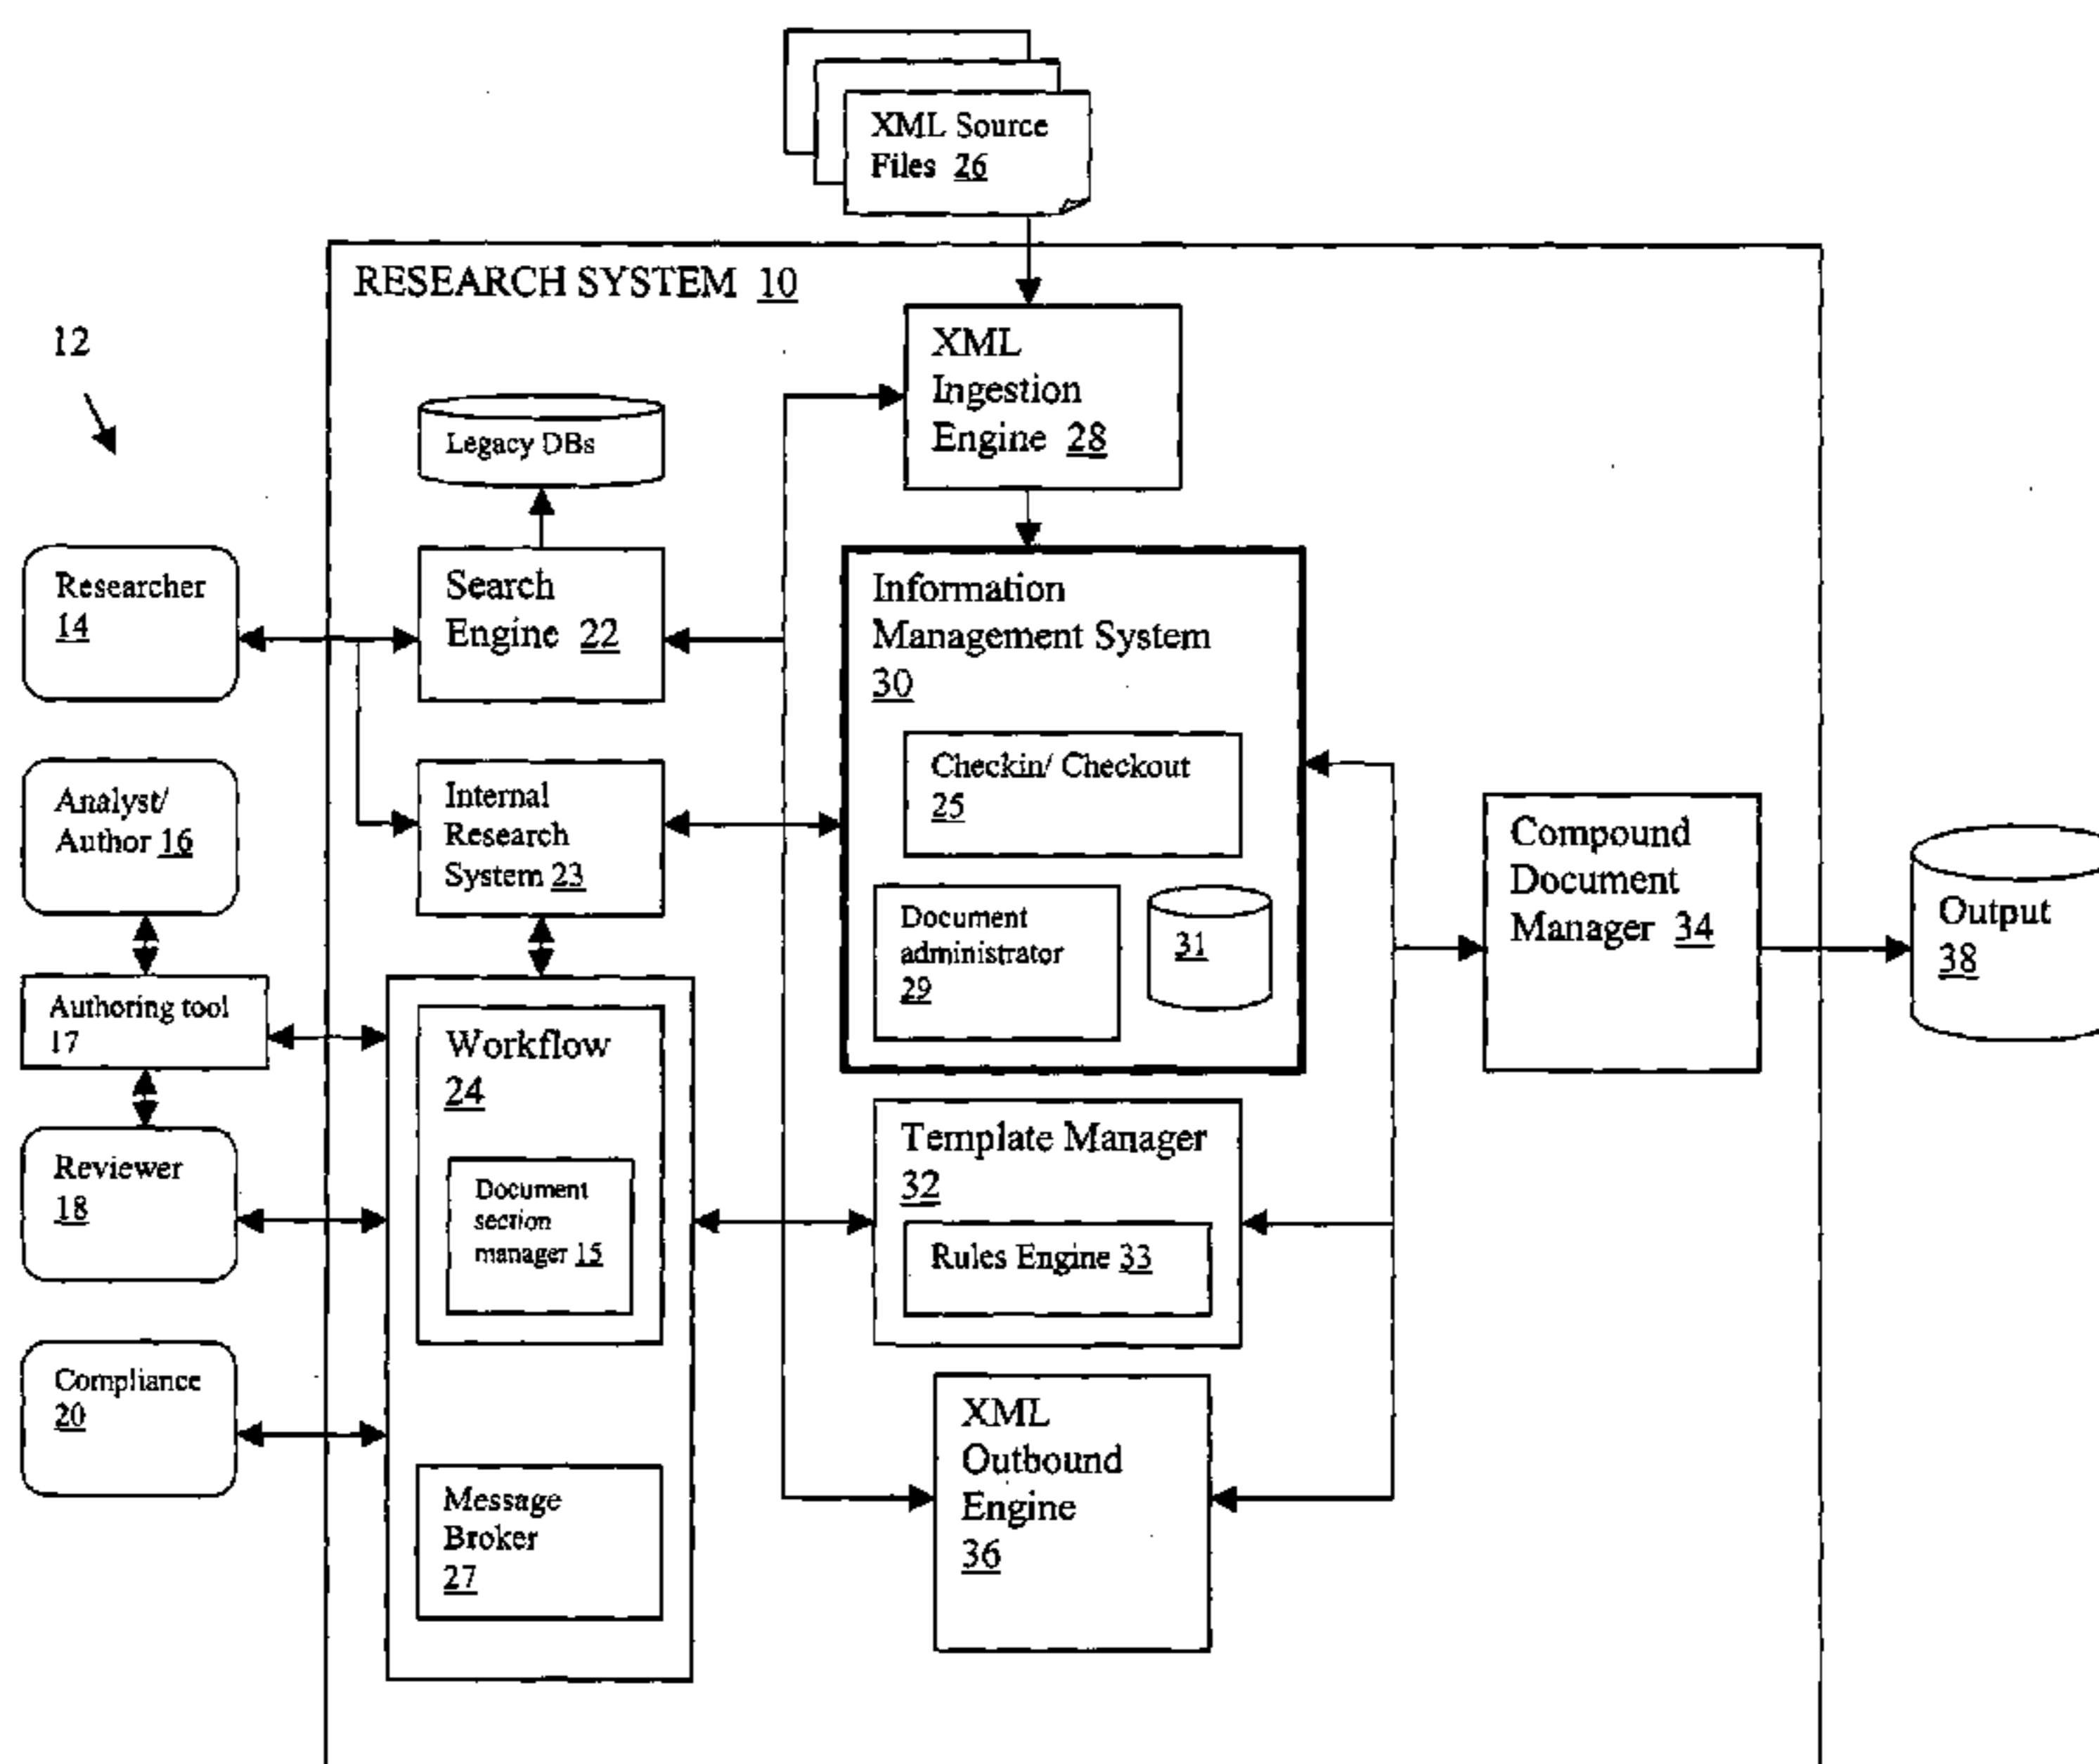 XML Source
Files 26
RESEARCH SYSTEM 10
12
XML
Ingestion
Engine 28
Legacy DBs
Researcher
14
Search
Engine 22
Information
Management System
30
Checkin/ Checkout
25
Document
administrator
29
31
Analyst/
Author 16
Internal
Research
System 23
Compound
Document
Manager 34
Output
38
Authoring tool
17
Workflow
24
Document
section
manager 15
Reviewer
18
Template Manager
32
Rules Engine 33
Compliance
20
Message
Broker
27
XML
Outbound
Engine
36